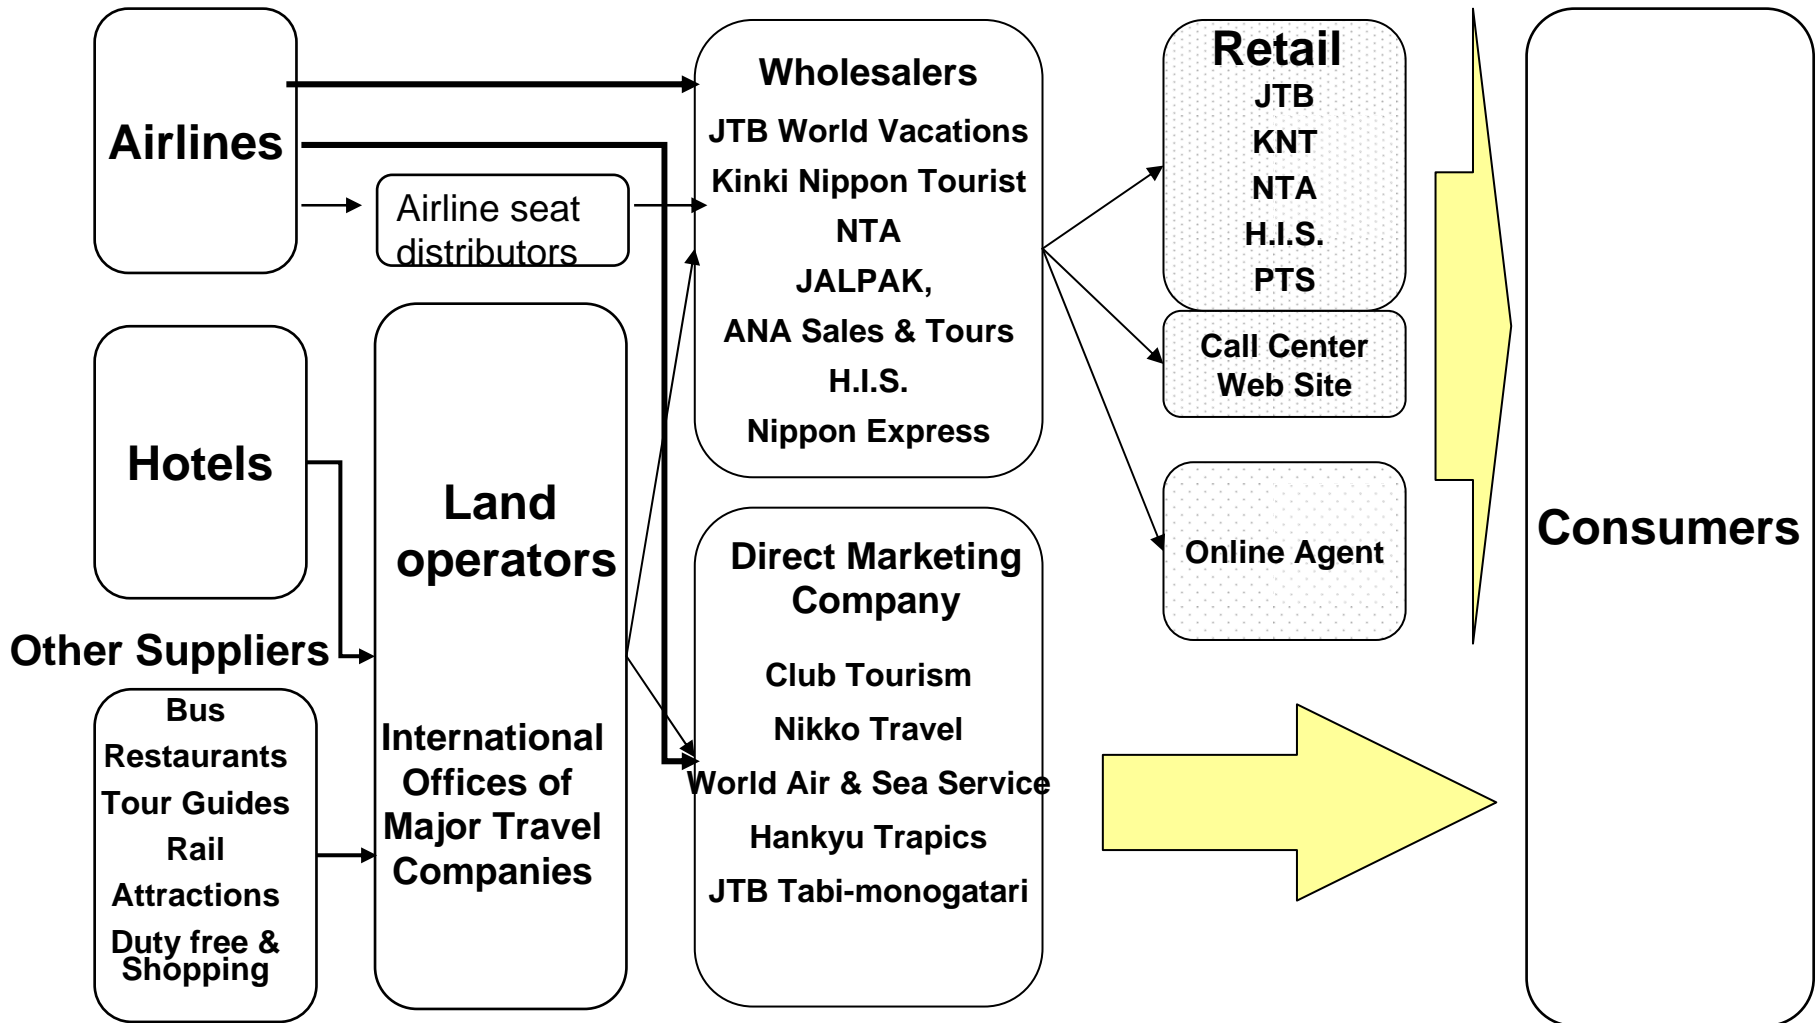 Airlines
Airline seat
distributors
Hotels
Other Suppliers
Bus
Restaurants
Tour Guides
Rail
Attractions
Duty free &
Shopping
Land
operators
International
Offices of
Major Travel
Companies
Wholesalers
JTB World Vacations
Kinki Nippon Tourist
NTA
JALPAK,
ANA Sales & Tours
H.I.S.
Nippon Express
Direct Marketing
Company
Club Tourism
Nikko Travel
World Air & Sea Service
Hankyu Trapics
JTB Tabi-monogatari
Retail
JTB
KNT
NTA
H.I.S.
PTS
Call Center
Web Site
Online Agent
Consumers